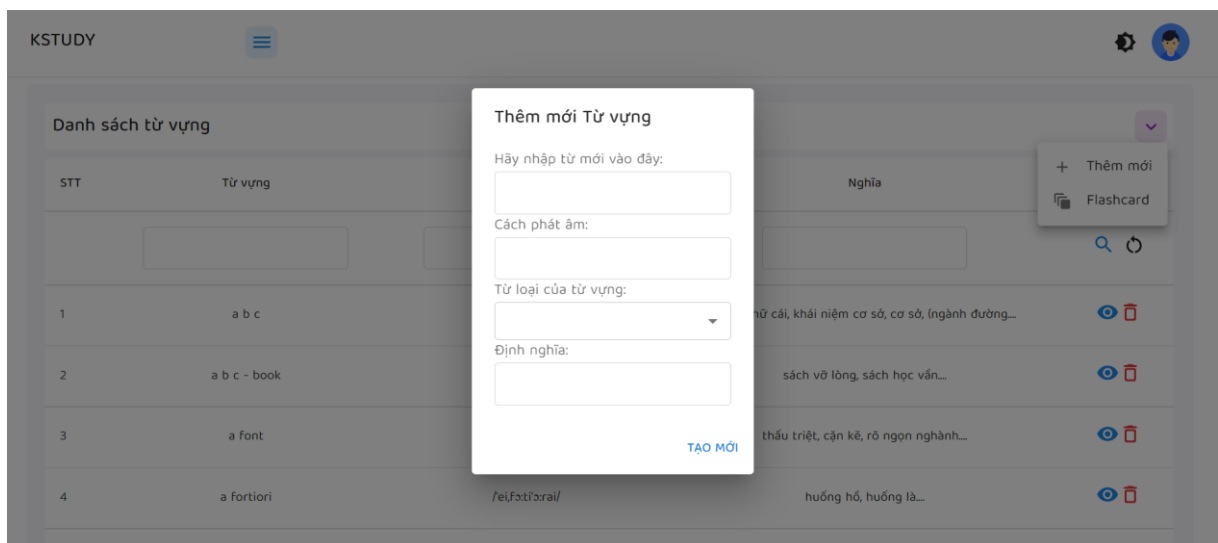 KSTUDY
Danh sách từ vựng
Thêm mới
Flashcard
STT Từ vựng Nghĩa
1 a b c chữ cái, khái niệm cơ sở, cơ sở, (ngành đường...
2 a b c - book sách vỡ lòng, sách học vần...
3 a font thấu triệt, cặn kẽ, rõ ngọn nghành...
4 a fortiori /'ei,fɔ:ti'ɔ:rai/ huống hồ, huống là...
Thêm mới Từ vựng
Hãy nhập từ mới vào đây:
Cách phát âm:
Từ loại của từ vựng:
Định nghĩa:
TẠO MỚI